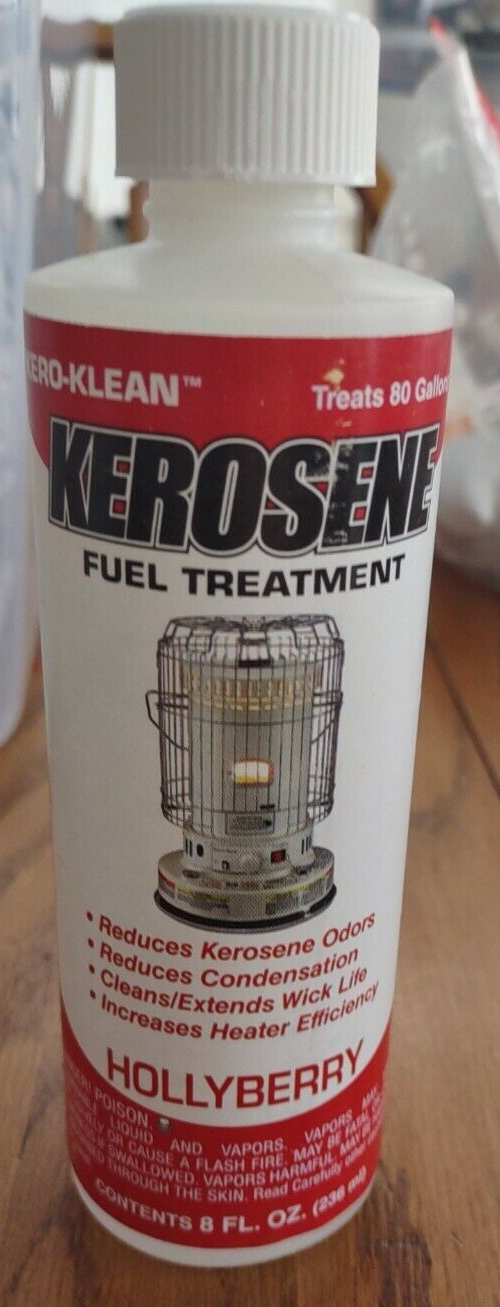 KERO-KLEAN™
Treats 80 Gallon
KEROSENE
FUEL TREATMENT
• Reduces Kerosene Odors
• Reduces Condensation
• Cleans/Extends Wick Life
• Increases Heater Efficiency
HOLLYBERRY
POISON.
LIQUID AND VAPORS. VAPORS MAY
OR CAUSE A FLASH FIRE. MAY BE FATAL
SWALLOWED. VAPORS HARMFUL. MAY BE
THROUGH THE SKIN. Read Carefully other
CONTENTS 8 FL. OZ. (236 ml)